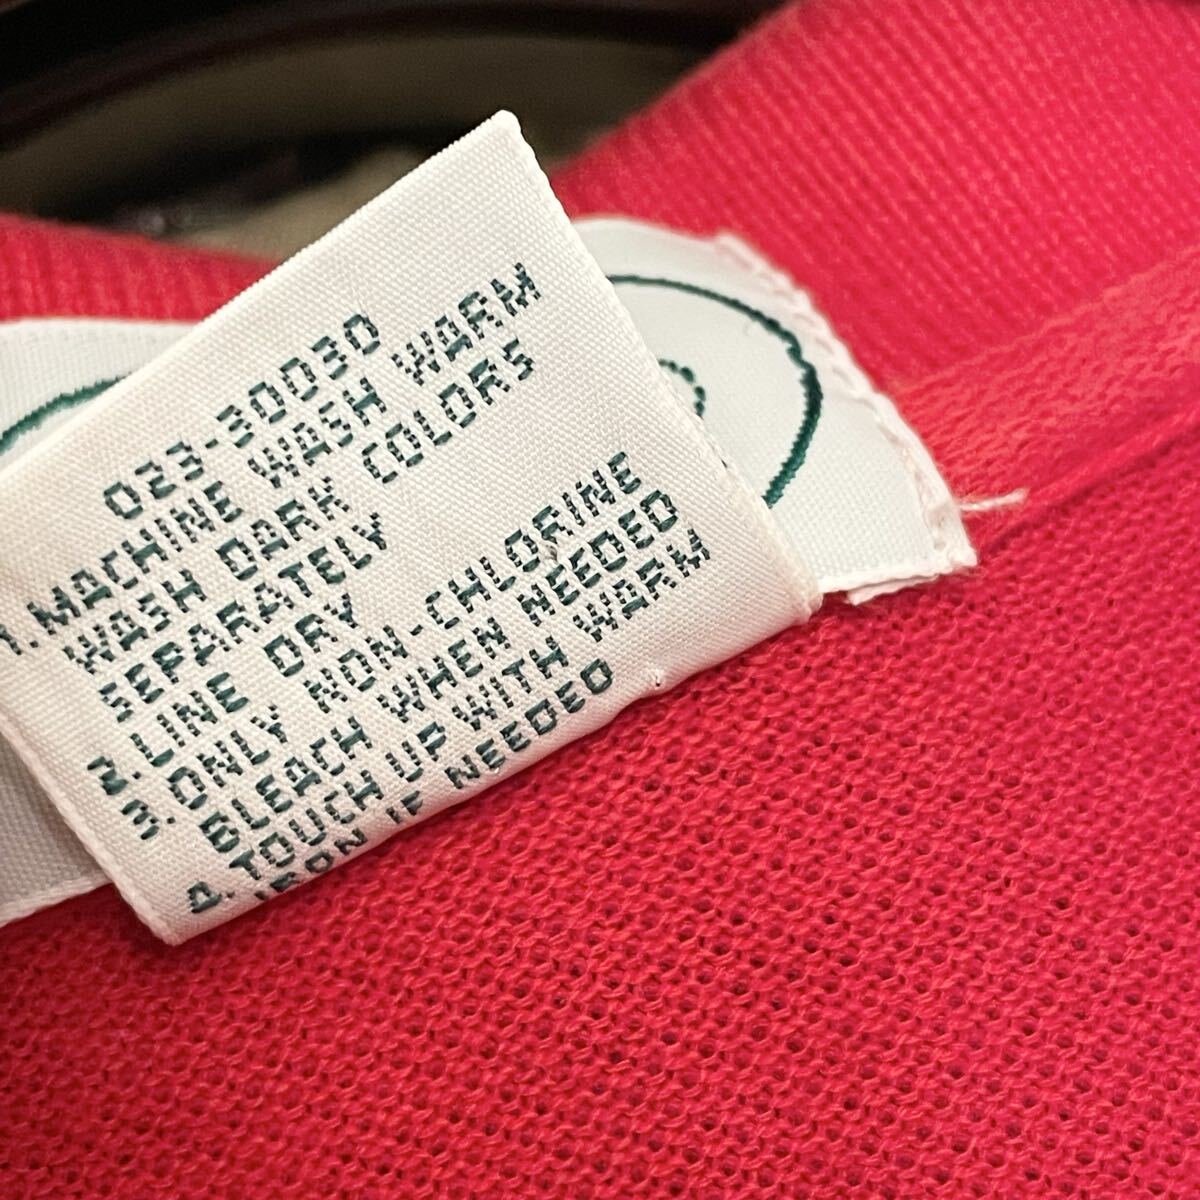 023-30030
1.MACHINE WASH WARM
WASH DARK COLORS
SEPARATELY
2.LINE DRY
3.ONLY NON-CHLORINE
BLEACH WHEN NEEDED
4.TOUCH UP WITH WARM
IRON IF NEEDED